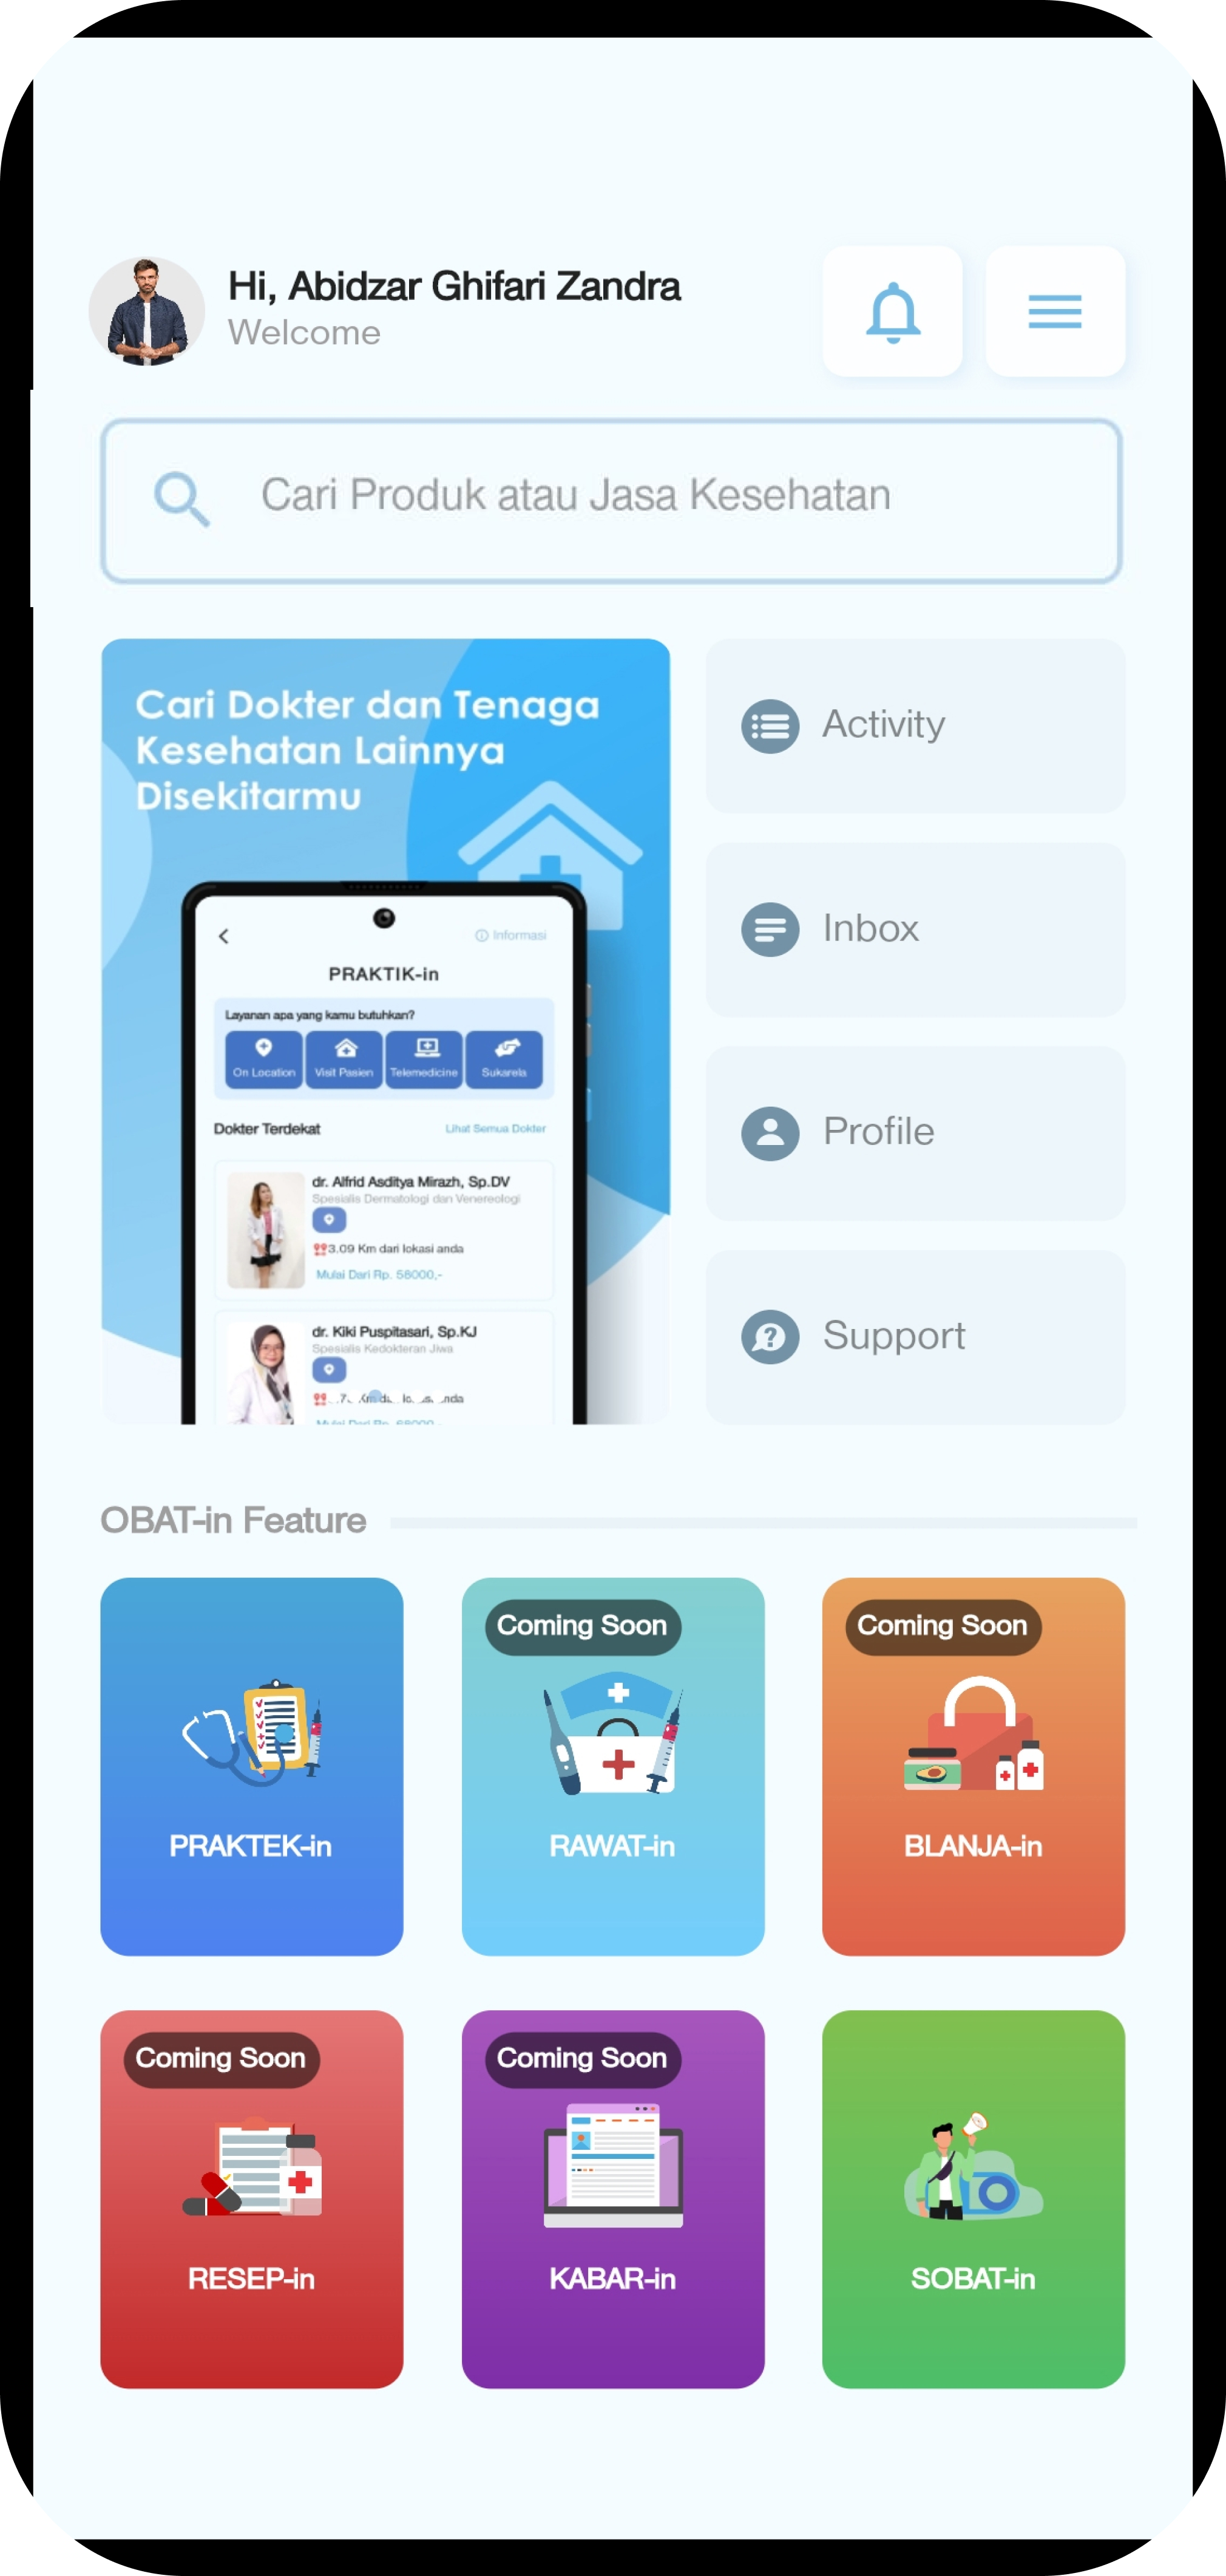 Hi, Abidzar Ghifari Zandra
Welcome
Cari Produk atau Jasa Kesehatan
Cari Dokter dan Tenaga
Kesehatan Lainnya
Disekitarmu
Informasi
PRAKTIK-in
Layanan apa yang kamu butuhkan?
On Location
Visit Pasien
Telemedicine
Sukarela
Dokter Terdekat
Lihat Semua Dokter
dr. Alfrid Asditya Mirazh, Sp.DV
Spesialis Dermatologi dan Venereologi
3.09 Km dari lokasi anda
Mulai Dari Rp. 58000,-
dr. Kiki Puspitasari, Sp.KJ
Spesialis Kedokteran Jiwa
Activity
Inbox
Profile
Support
OBAT-in Feature
PRAKTEK-in
Coming Soon
RAWAT-in
Coming Soon
BLANJA-in
Coming Soon
RESEP-in
Coming Soon
KABAR-in
SOBAT-in